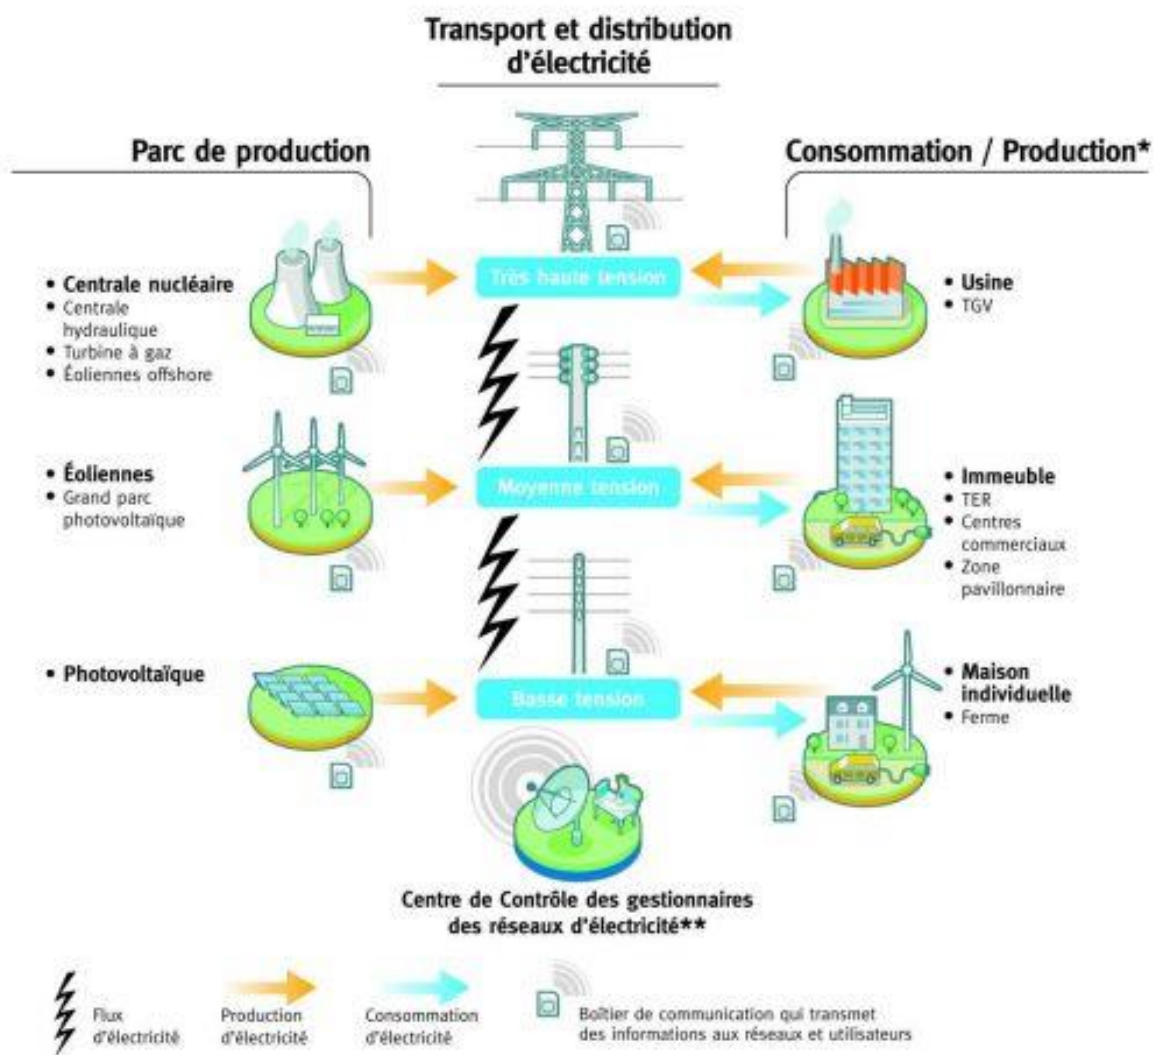 Transport et distribution
d'électricité
Parc de production
Consommation / Production*
• Centrale nucléaire
• Centrale
hydraulique
• Turbine à gaz
• Éoliennes offshore
Très haute tension
• Usine
• TGV
• Éoliennes
• Grand parc
photovoltaïque
Moyenne tension
• Immeuble
• TER
• Centres
commerciaux
• Zone
pavillonnaire
• Photovoltaïque
Basse tension
• Maison
individuelle
• Ferme
Centre de Contrôle des gestionnaires
des réseaux d'électricité**
Flux
d'électricité
Production
d'électricité
Consommation
d'électricité
Boîtier de communication qui transmet
des informations aux réseaux et utilisateurs